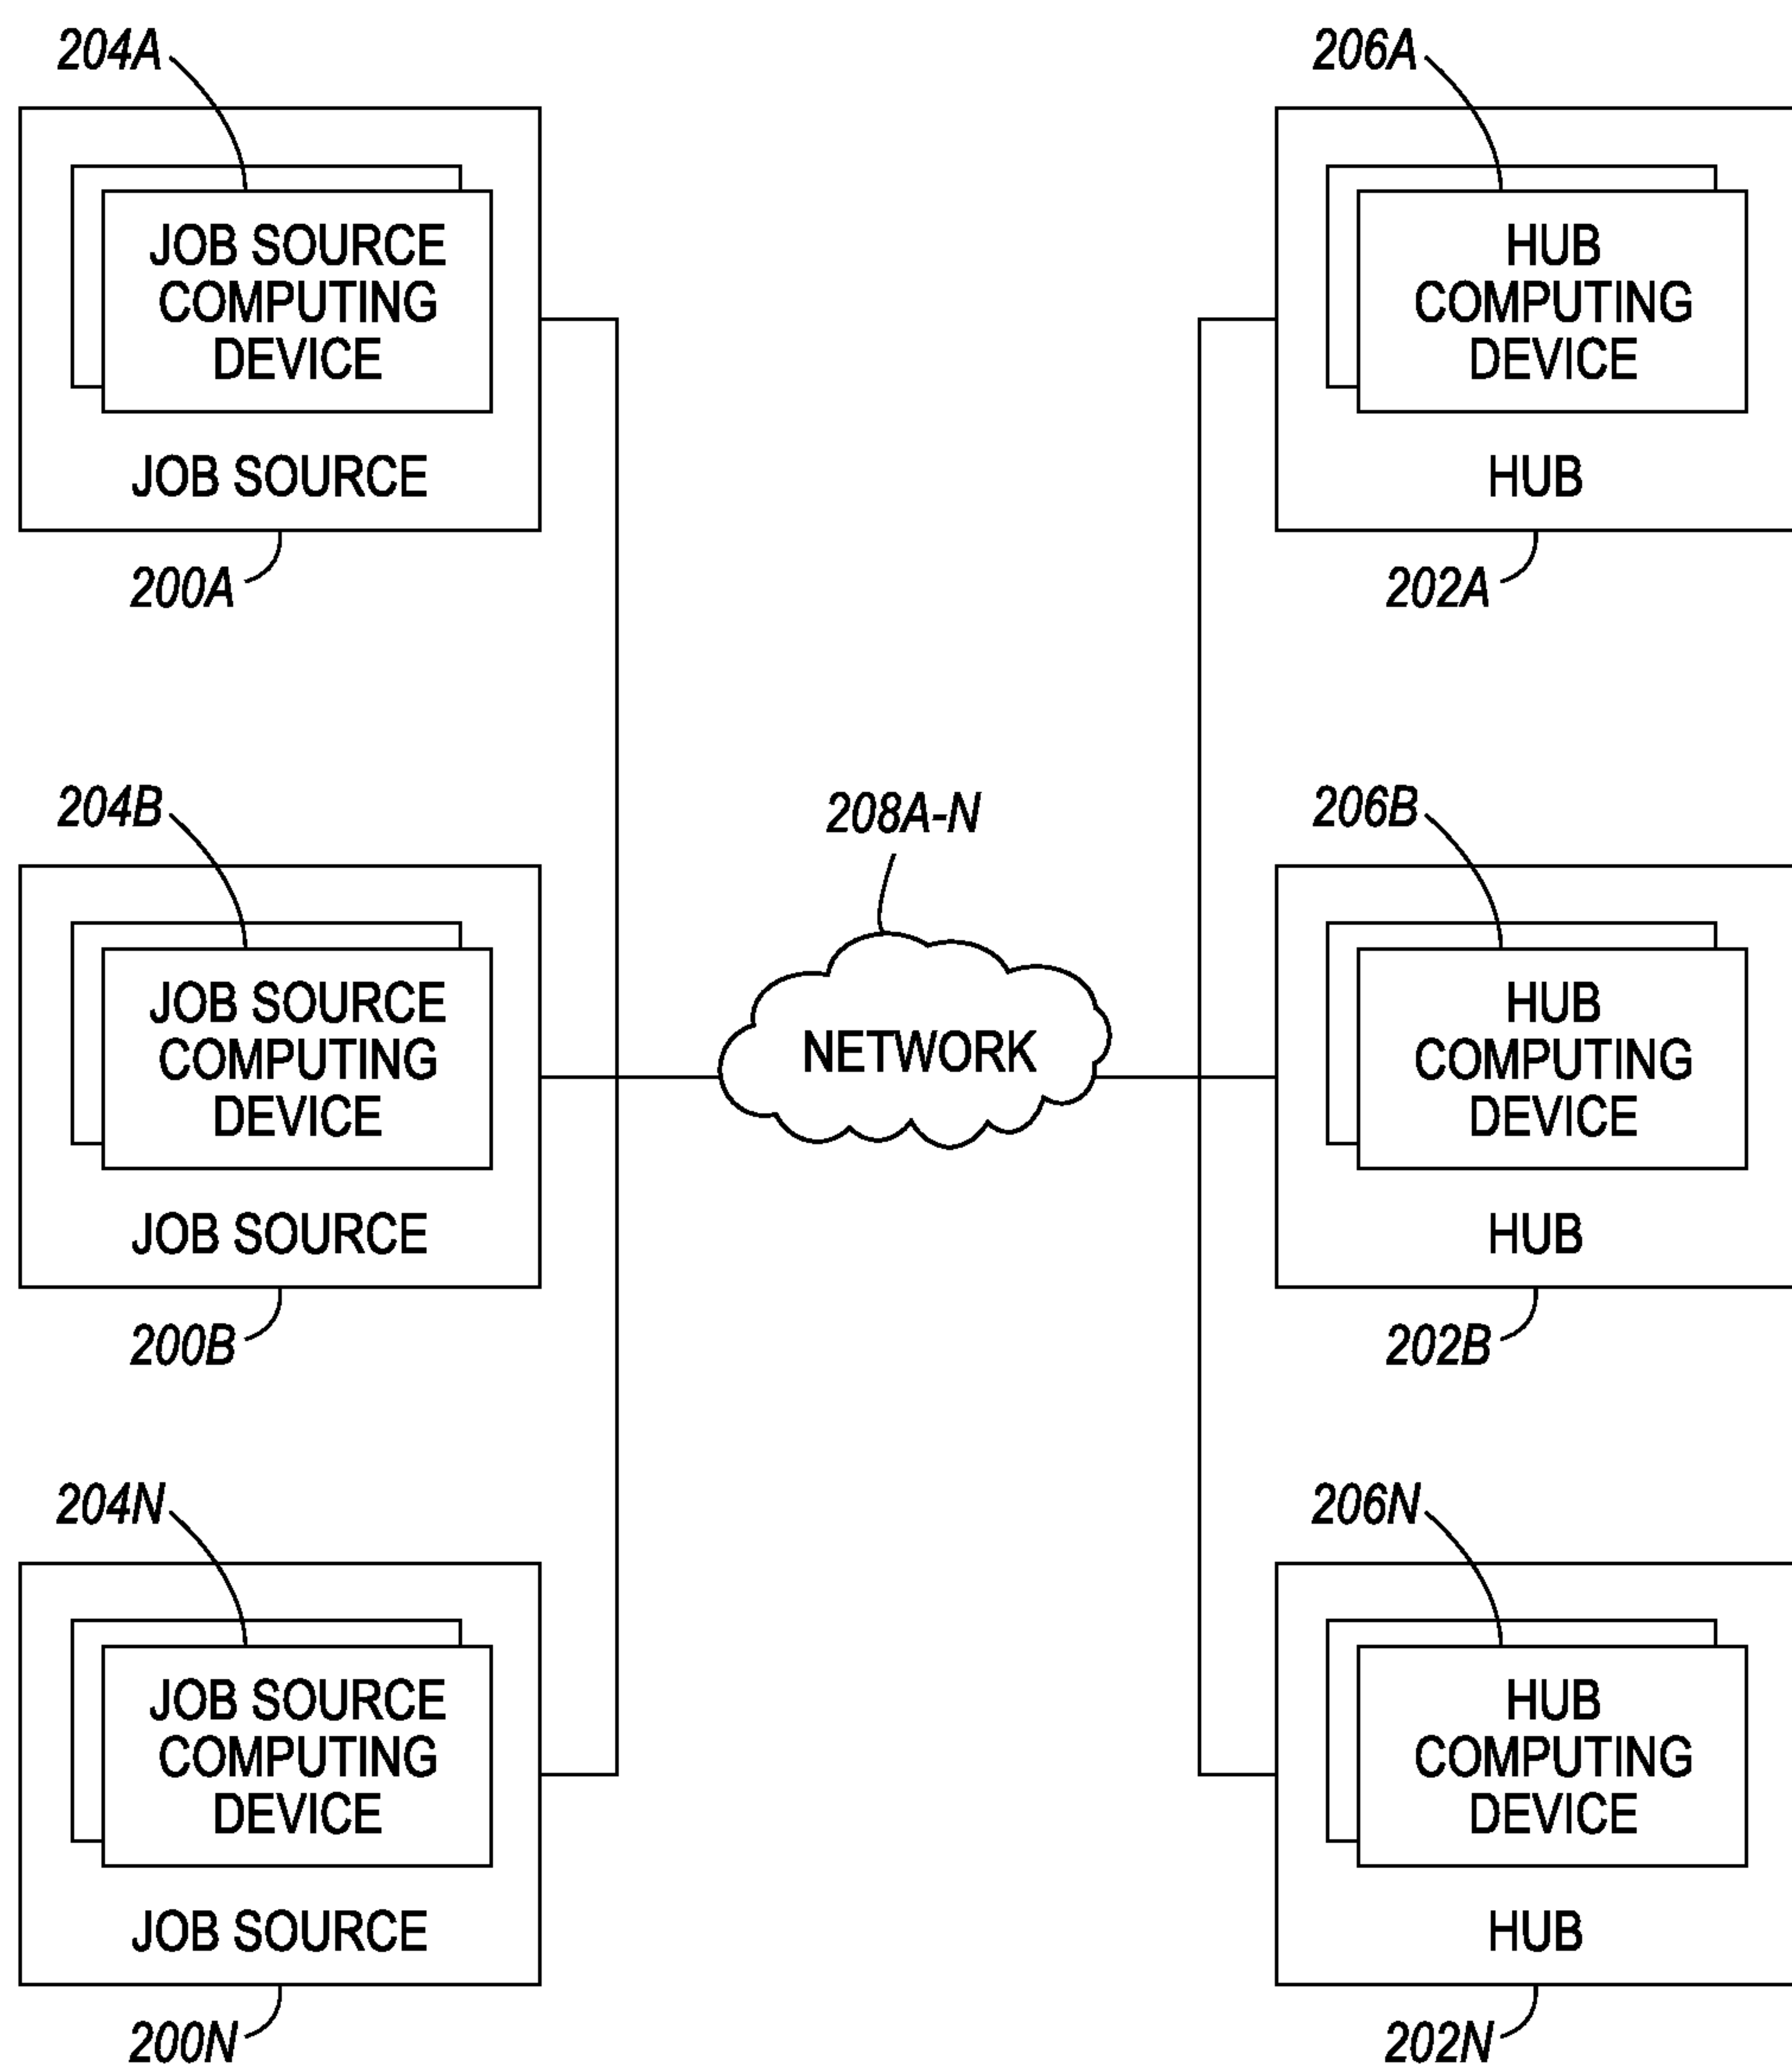 204A
JOB SOURCE
COMPUTING
DEVICE
JOB SOURCE
200A
206A
HUB
COMPUTING
DEVICE
HUB
202A
204B
JOB SOURCE
COMPUTING
DEVICE
JOB SOURCE
200B
208A-N
NETWORK
206B
HUB
COMPUTING
DEVICE
HUB
202B
204N
JOB SOURCE
COMPUTING
DEVICE
JOB SOURCE
200N
206N
HUB
COMPUTING
DEVICE
HUB
202N